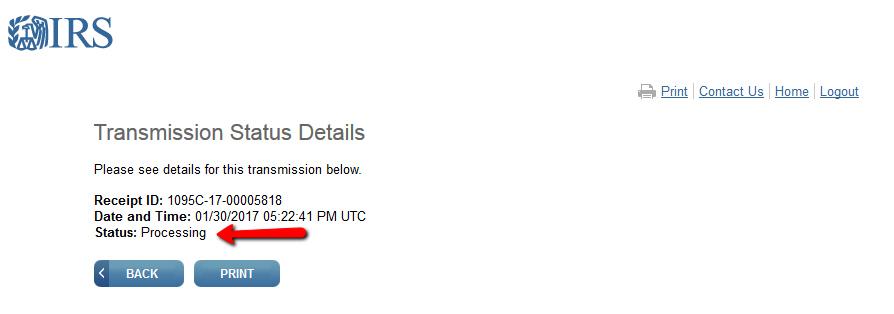 IRS
Print Contact Us Home Logout
Transmission Status Details
Please see details for this transmission below.
Receipt ID: 1095C-17-00005818
Date and Time: 01/30/2017 05:22:41 PM UTC
Status: Processing
BACK PRINT